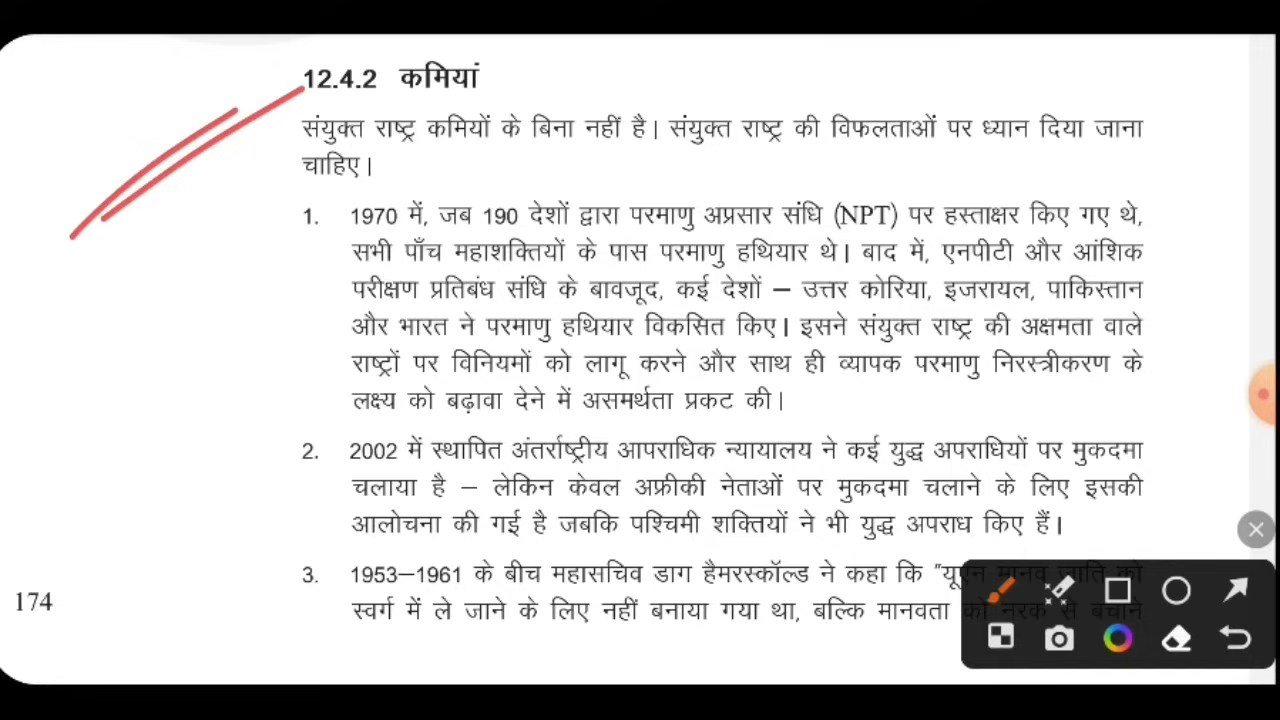 12.4.2 कमियां
संयुक्त राष्ट्र कमियों के बिना नहीं है। संयुक्त राष्ट्र की विफलताओं पर ध्यान दिया जाना
चाहिए।
1. 1970 में, जब 190 देशों द्वारा परमाणु अप्रसार संधि (NPT) पर हस्ताक्षर किए गए थे,
सभी पाँच महाशक्तियों के पास परमाणु हथियार थे। बाद में, एनपीटी और आंशिक
परीक्षण प्रतिबंध संधि के बावजूद, कई देशों – उत्तर कोरिया, इजरायल, पाकिस्तान
और भारत ने परमाणु हथियार विकसित किए। इसने संयुक्त राष्ट्र की अक्षमता वाले
राष्ट्रों पर विनियमों को लागू करने और साथ ही व्यापक परमाणु निरस्त्रीकरण के
लक्ष्य को बढ़ावा देने में असमर्थता प्रकट की।
2. 2002 में स्थापित अंतर्राष्ट्रीय आपराधिक न्यायालय ने कई युद्ध अपराधियों पर मुकदमा
चलाया है – लेकिन केवल अफ्रीकी नेताओं पर मुकदमा चलाने के लिए इसकी
आलोचना की गई है जबकि पश्चिमी शक्तियों ने भी युद्ध अपराध किए हैं।
3. 1953–1961 के बीच महासचिव डाग हैमरस्कॉल्ड ने कहा कि "यूएन मानव जाति को
174
स्वर्ग में ले जाने के लिए नहीं बनाया गया था, बल्कि मानवता को नरक से बचाने